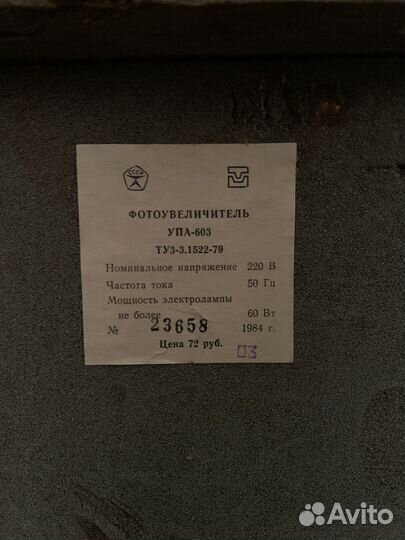 СССР
ФОТОУВЕЛИЧИТЕЛЬ
УПА-603
ТУ3-3.1522-79
Номинальное напряжение 220 В
Частота тока 50 Гц
Мощность электролампы
не более 60 Вт
№ 23658 1984 г.
Цена 72 руб.
03
Avito